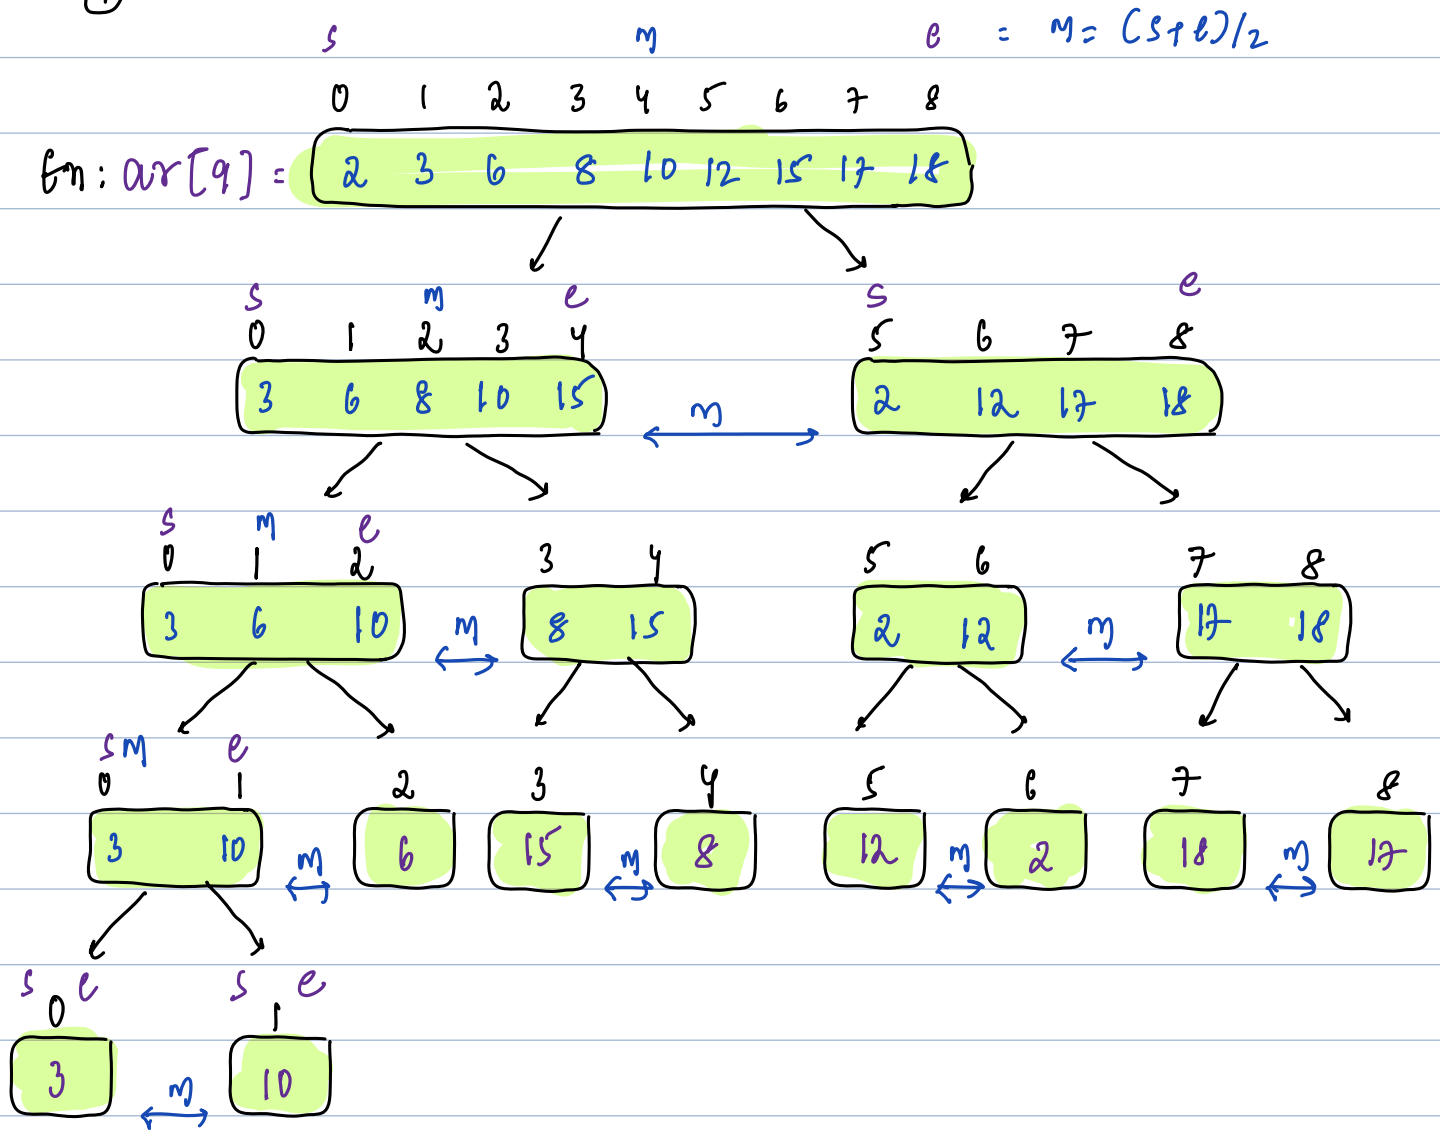 s m e = m = (s+e)/2
0 1 2 3 4 5 6 7 8
En: ar[9] = 2 3 6 8 10 12 15 17 18
s m e s e
0 1 2 3 4 5 6 7 8
3 6 8 10 15 m 2 12 17 18
s m e
0 1 2 3 4 5 6 7 8
3 6 10 m 8 15 2 12 m 17 18
s m e
0 1 2 3 4 5 6 7 8
3 10 m 6 15 m 8 12 m 2 18 m 17
s e s e
0 1
3 m 10